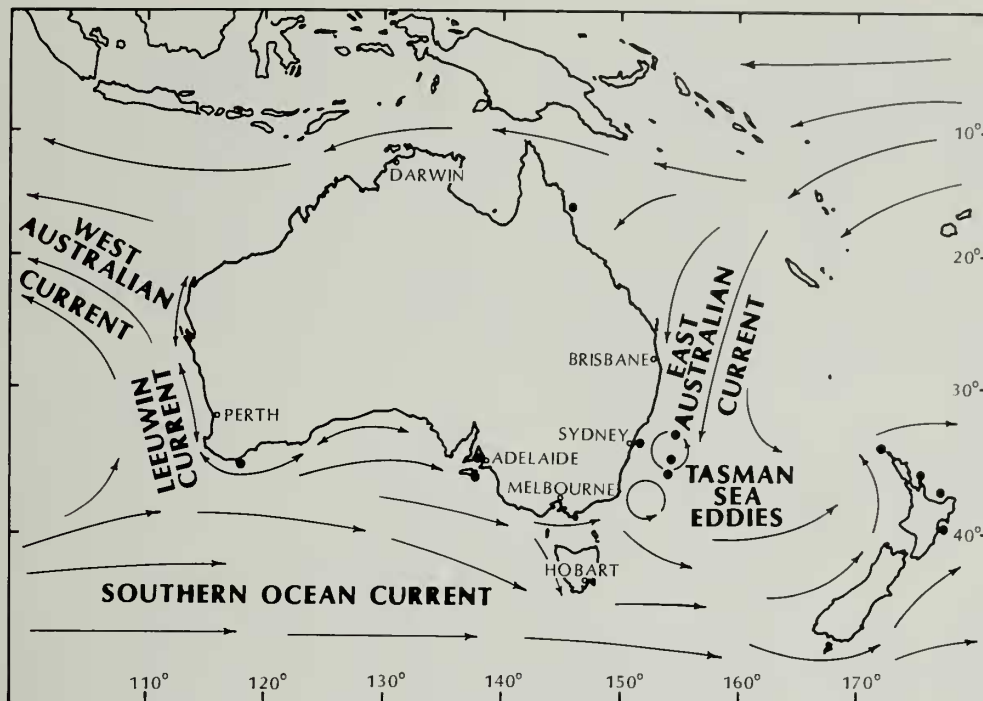 10°
DARWIN
WEST
AUSTRALIAN
CURRENT
20°
EAST
AUSTRALIAN
CURRENT
BRISBANE
30°
LEEUWIN
CURRENT
PERTH
SYDNEY
ADELAIDE
MELBOURNE
TASMAN
SEA
EDDIES
40°
HOBART
SOUTHERN OCEAN CURRENT
110° 120° 130° 140° 150° 160° 170°